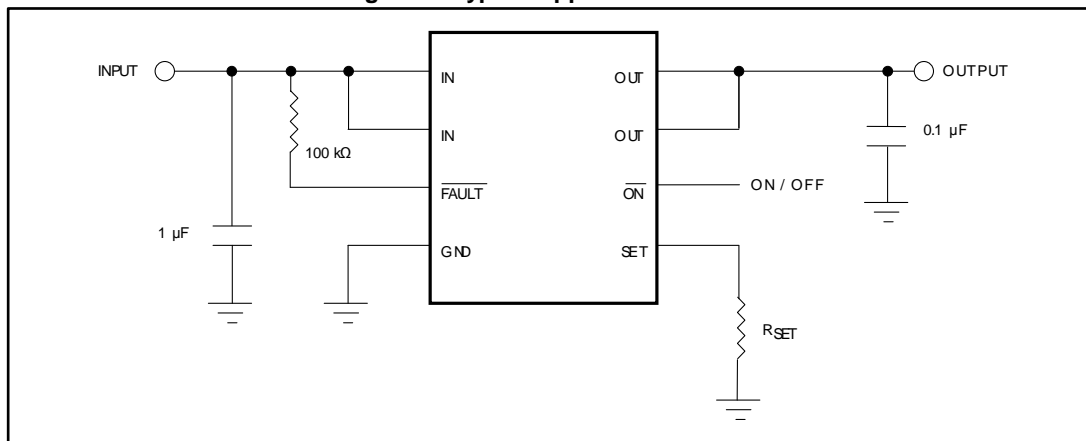 INPUT
IN
OUT
OUTPUT
IN
OUT
0.1 µF
100 kΩ
FAULT
ON
ON / OFF
1 µF
GND
SET
RSET